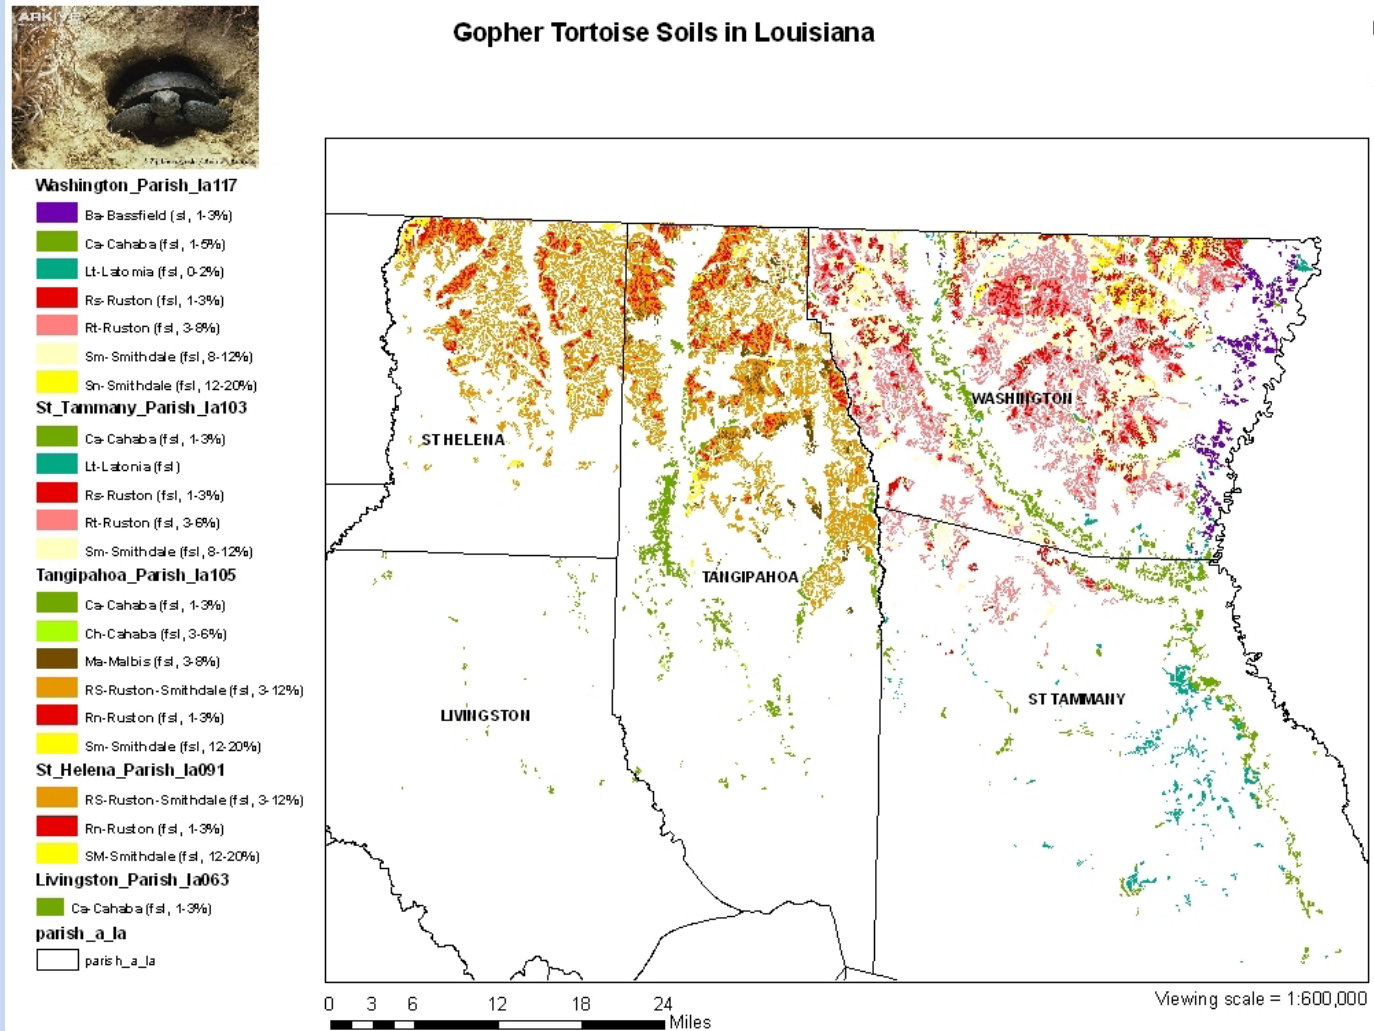 ARKIVE
Gopher Tortoise Soils in Louisiana
Washington_Parish_la117
Ba-Bassfield (sl, 1-3%)
Ca-Cahaba (fsl, 1-5%)
Lt-Latomia (fsl, 0-2%)
Rs-Ruston (fsl, 1-3%)
Rt-Ruston (fsl, 3-8%)
Sm-Smithdale (fsl, 8-12%)
Sn-Smithdale (fsl, 12-20%)
St_Tammany_Parish_la103
Ca-Cahaba (fsl, 1-3%)
Lt-Latonia (fsl)
Rs-Ruston (fsl, 1-3%)
Rt-Ruston (fsl, 3-6%)
Sm-Smithdale (fsl, 8-12%)
Tangipahoa_Parish_la105
Ca-Cahaba (fsl, 1-3%)
Ch-Cahaba (fsl, 3-6%)
Ma-Malbis (fsl, 3-8%)
RS-Ruston-Smithdale (fsl, 3-12%)
Rn-Ruston (fsl, 1-3%)
Sm-Smithdale (fsl, 12-20%)
St_Helena_Parish_la091
RS-Ruston-Smithdale (fsl, 3-12%)
Rn-Ruston (fsl, 1-3%)
SM-Smithdale (fsl, 12-20%)
Livingston_Parish_la063
Ca-Cahaba (fsl, 1-3%)
parish_a_la
parish_a_la
WASHINGTON
ST HELENA
TANGIPAHOA
ST TAMMANY
LIVINGSTON
0 3 6 12 18 24
Miles
Viewing scale = 1:600,000